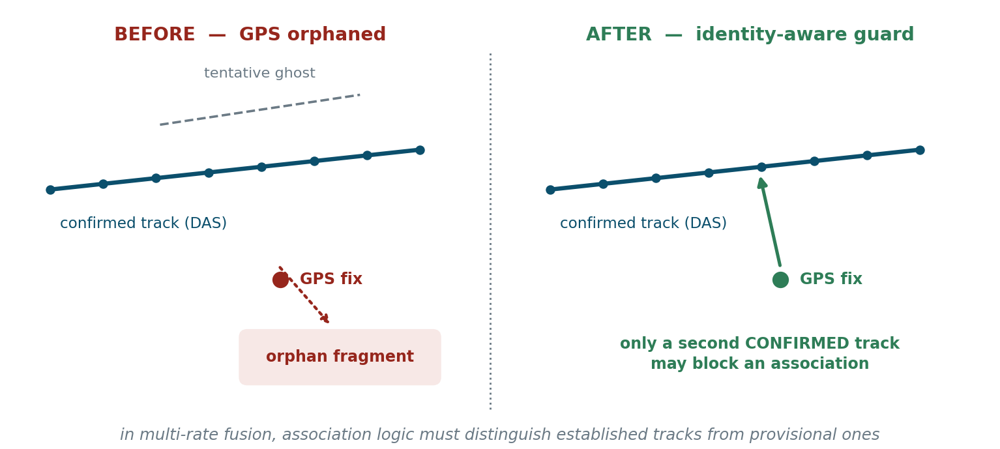 BEFORE — GPS orphaned
tentative ghost
confirmed track (DAS)
GPS fix
orphan fragment
AFTER — identity-aware guard
confirmed track (DAS)
GPS fix
only a second CONFIRMED track
may block an association
in multi-rate fusion, association logic must distinguish established tracks from provisional ones